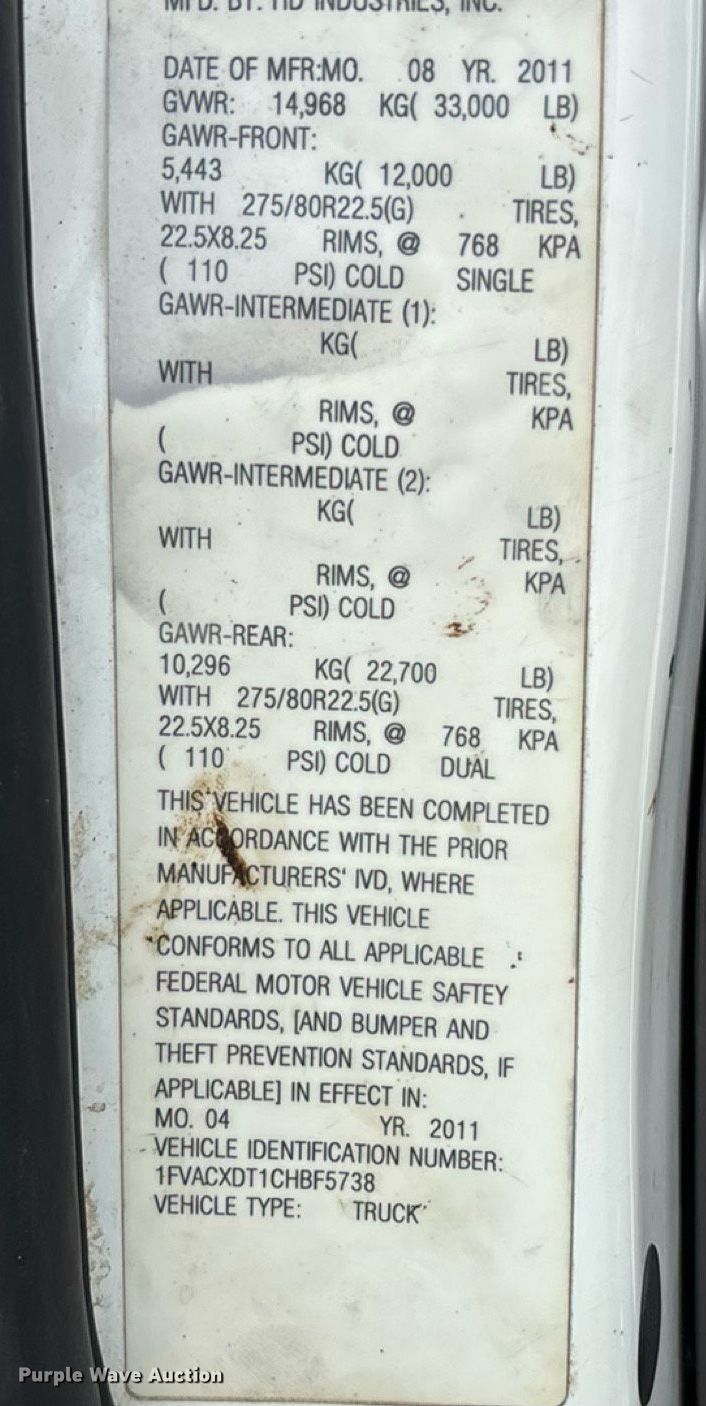 MFD. BY: HD INDUSTRIES, INC.
DATE OF MFR:MO. 08 YR. 2011
GVWR: 14,968 KG( 33,000 LB)
GAWR-FRONT:
5,443 KG( 12,000 LB)
WITH 275/80R22.5(G) TIRES,
22.5X8.25 RIMS, @ 768 KPA
( 110 PSI) COLD SINGLE
GAWR-INTERMEDIATE (1):
KG( LB)
WITH TIRES,
RIMS, @ KPA
( PSI) COLD
GAWR-INTERMEDIATE (2):
KG( LB)
WITH TIRES,
RIMS, @ KPA
( PSI) COLD
GAWR-REAR:
10,296 KG( 22,700 LB)
WITH 275/80R22.5(G) TIRES,
22.5X8.25 RIMS, @ 768 KPA
( 110 PSI) COLD DUAL
THIS VEHICLE HAS BEEN COMPLETED
IN ACCORDANCE WITH THE PRIOR
MANUFACTURERS' IVD, WHERE
APPLICABLE. THIS VEHICLE
CONFORMS TO ALL APPLICABLE
FEDERAL MOTOR VEHICLE SAFTEY
STANDARDS, [AND BUMPER AND
THEFT PREVENTION STANDARDS, IF
APPLICABLE] IN EFFECT IN:
MO. 04 YR. 2011
VEHICLE IDENTIFICATION NUMBER:
1FVACXDT1CHBF5738
VEHICLE TYPE: TRUCK
Purple Wave Auction